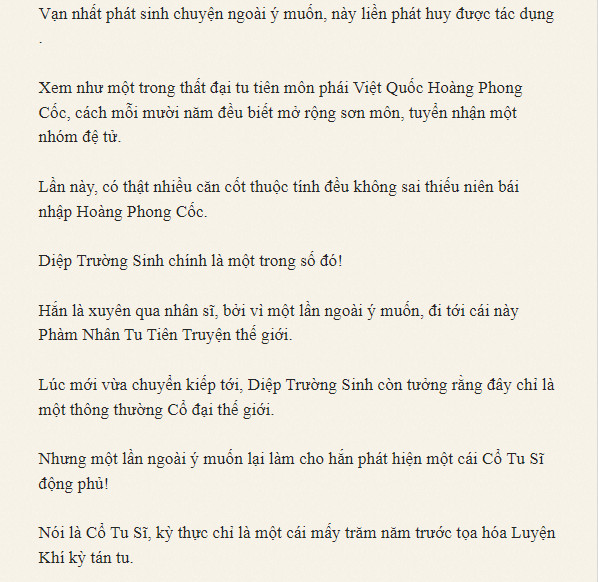 Vạn nhất phát sinh chuyện ngoài ý muốn, này liền phát huy được tác dụng
.
Xem như một trong thất đại tu tiên môn phái Việt Quốc Hoàng Phong
Cốc, cách mỗi mười năm đều biết mở rộng sơn môn, tuyển nhận một
nhóm đệ tử.
Lần này, có thật nhiều căn cốt thuộc tính đều không sai thiếu niên bái
nhập Hoàng Phong Cốc.
Diệp Trường Sinh chính là một trong số đó!
Hắn là xuyên qua nhân sĩ, bởi vì một lần ngoài ý muốn, đi tới cái này
Phàm Nhân Tu Tiên Truyện thế giới.
Lúc mới vừa chuyển kiếp tới, Diệp Trường Sinh còn tưởng rằng đây chỉ là
một thông thường Cổ đại thế giới.
Nhưng một lần ngoài ý muốn lại làm cho hắn phát hiện một cái Cổ Tu Sĩ
động phủ!
Nói là Cổ Tu Sĩ, kỳ thực chỉ là một cái mấy trăm năm trước tọa hóa Luyện
Khí kỳ tán tu.